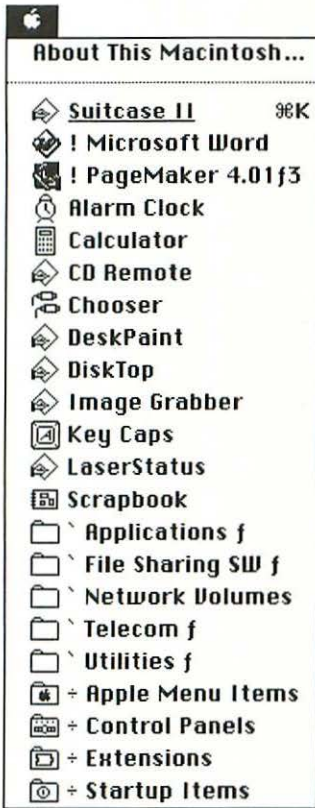 About This Macintosh...
Suitcase II ⌘K
! Microsoft Word
! PageMaker 4.01ƒ3
Alarm Clock
Calculator
CD Remote
Chooser
DeskPaint
DiskTop
Image Grabber
Key Caps
LaserStatus
Scrapbook
` Applications ƒ
` File Sharing SW ƒ
` Network Volumes
` Telecom ƒ
` Utilities ƒ
÷ Apple Menu Items
÷ Control Panels
÷ Extensions
÷ Startup Items